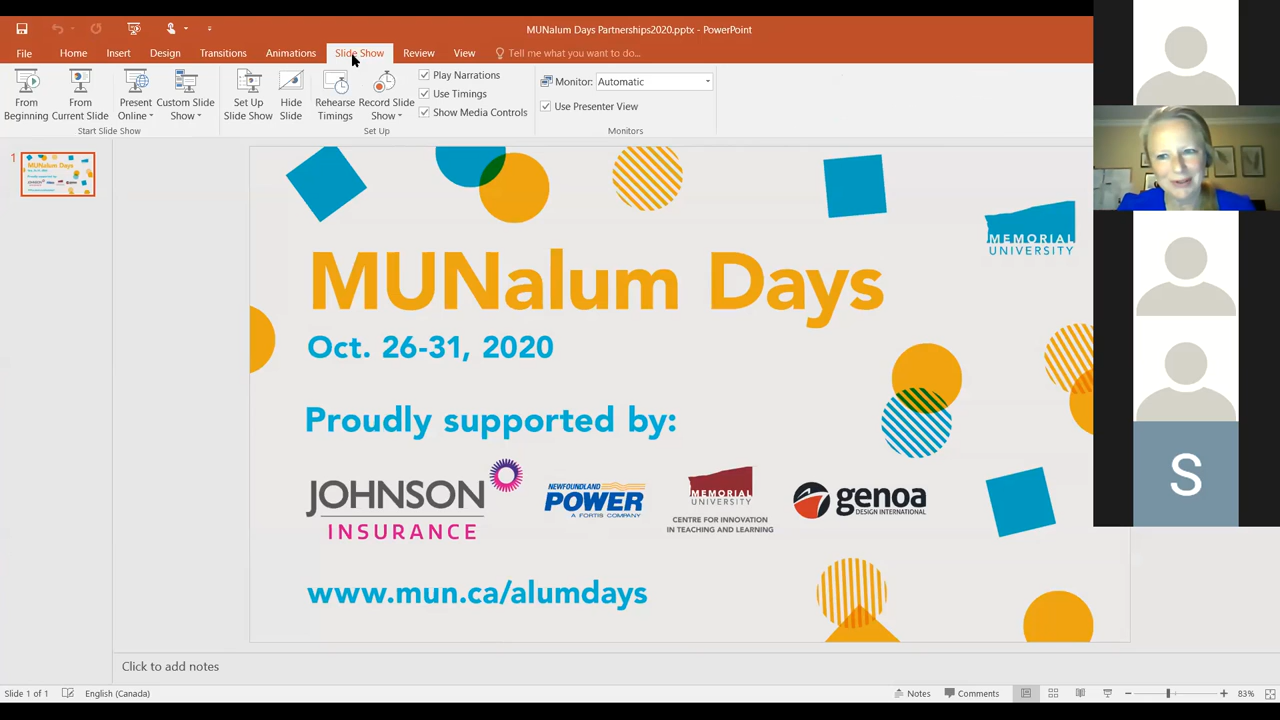 MUNalum Days Partnerships2020.pptx - PowerPoint
File Home Insert Design Transitions Animations Slide Show Review View Tell me what you want to do...
From Beginning
From Current Slide
Present Online
Custom Slide Show
Set Up Slide Show
Hide Slide
Rehearse Timings
Record Slide Show
Play Narrations
Use Timings
Show Media Controls
Monitor: Automatic
Use Presenter View
Start Slide Show
Set Up
Monitors
1
MUNalum Days
MEMORIAL
UNIVERSITY
MUNalum Days
Oct. 26-31, 2020
Proudly supported by:
JOHNSON
INSURANCE
NEWFOUNDLAND
POWER
A FORTIS COMPANY
MEMORIAL
UNIVERSITY
CENTRE FOR INNOVATION
IN TEACHING AND LEARNING
genoa
DESIGN INTERNATIONAL
www.mun.ca/alumdays
S
Click to add notes
Slide 1 of 1 English (Canada) Notes Comments 83%